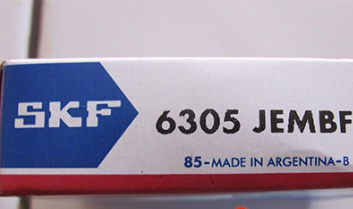 SKF
6305 JEMBF
85-MADE IN ARGENTINA-B